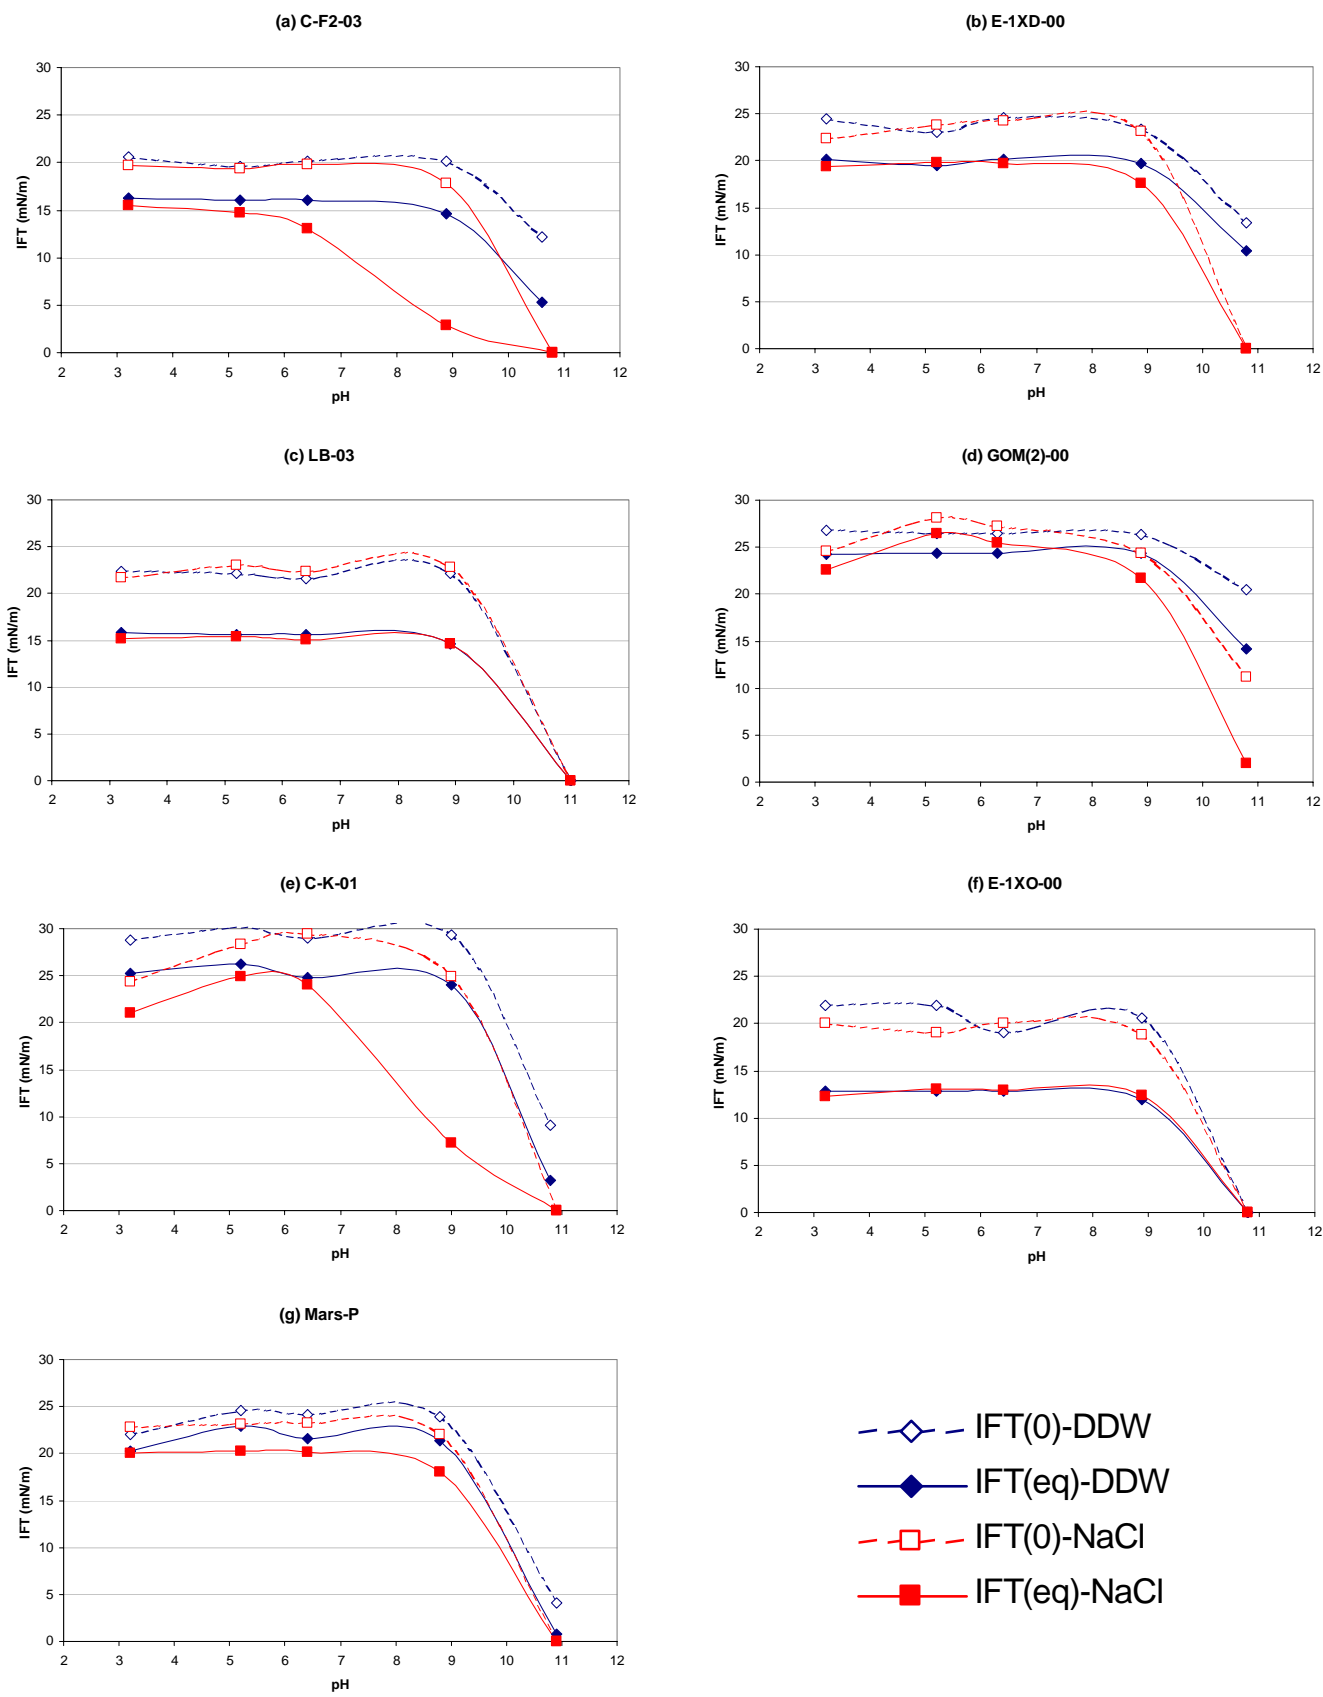 (a) C-F2-03
30
25
20
15
10
5
0
IFT (mN/m)
2 3 4 5 6 7 8 9 10 11 12
pH
(b) E-1XD-00
30
25
20
15
10
5
0
IFT (mN/m)
2 3 4 5 6 7 8 9 10 11 12
pH
(c) LB-03
30
25
20
15
10
5
0
IFT (mN/m)
2 3 4 5 6 7 8 9 10 11 12
pH
(d) GOM(2)-00
30
25
20
15
10
5
0
IFT (mN/m)
2 3 4 5 6 7 8 9 10 11 12
pH
(e) C-K-01
30
25
20
15
10
5
0
IFT (mN/m)
2 3 4 5 6 7 8 9 10 11 12
pH
(f) E-1XO-00
30
25
20
15
10
5
0
IFT (mN/m)
2 3 4 5 6 7 8 9 10 11 12
pH
(g) Mars-P
30
25
20
15
10
5
0
IFT (mN/m)
2 3 4 5 6 7 8 9 10 11 12
pH
IFT(0)-DDW
IFT(eq)-DDW
IFT(0)-NaCl
IFT(eq)-NaCl